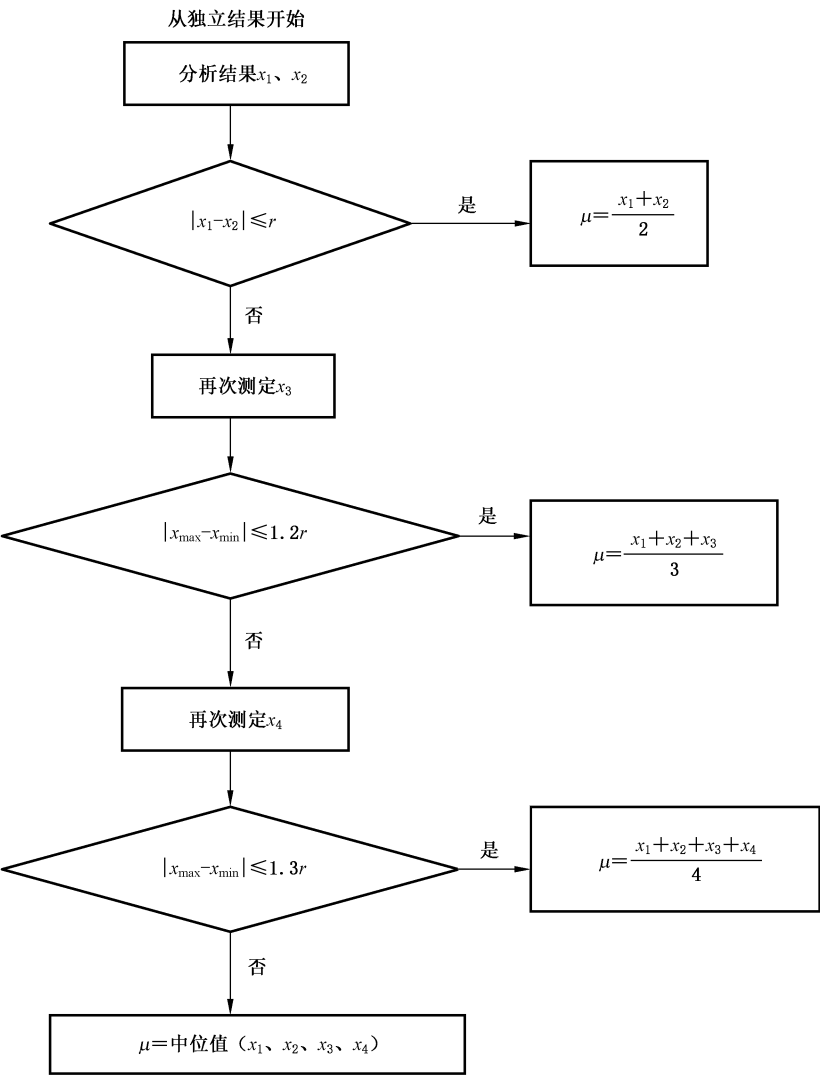 从独立结果开始
分析结果x₁、x₂
|x₁-x₂|≤r
是
μ=(x₁+x₂)/2
否
再次测定x₃
|xmax-xmin|≤1.2r
是
μ=(x₁+x₂+x₃)/3
否
再次测定x₄
|xmax-xmin|≤1.3r
是
μ=(x₁+x₂+x₃+x₄)/4
否
μ=中位值（x₁、x₂、x₃、x₄）